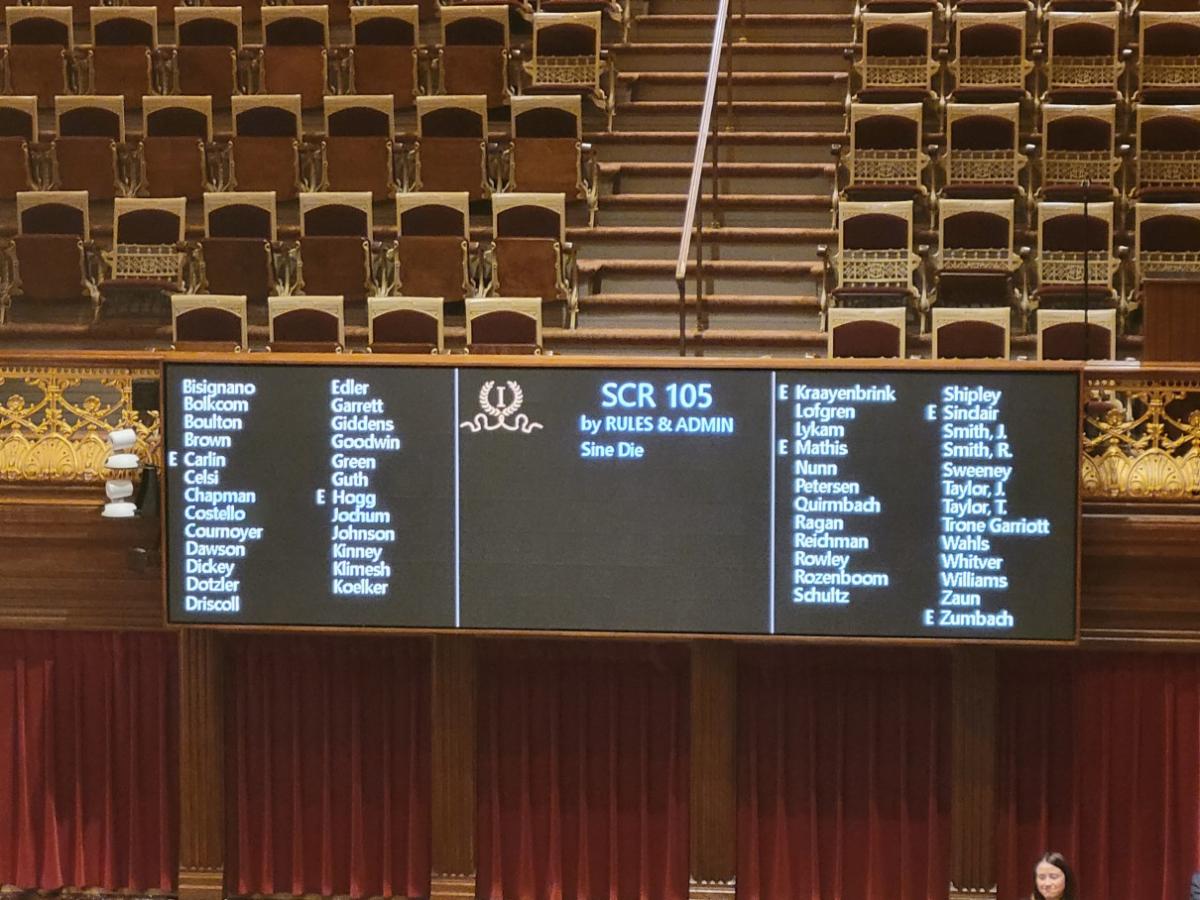 Bisignano
Bolkcom
Boulton
Brown
E Carlin
Celsi
Chapman
Costello
Cournoyer
Dawson
Dickey
Dotzler
Driscoll
Edler
Garrett
Giddens
Goodwin
Green
Guth
E Hogg
Jochum
Johnson
Kinney
Klimesh
Koelker
I
SCR 105
by RULES & ADMIN
Sine Die
E Kraayenbrink
Lofgren
Lykam
E Mathis
Nunn
Petersen
Quirmbach
Ragan
Reichman
Rowley
Rozenboom
Schultz
Shipley
E Sinclair
Smith, J.
Smith, R.
Sweeney
Taylor, J.
Taylor, T.
Trone Garriott
Wahls
Whitver
Williams
Zaun
E Zumbach